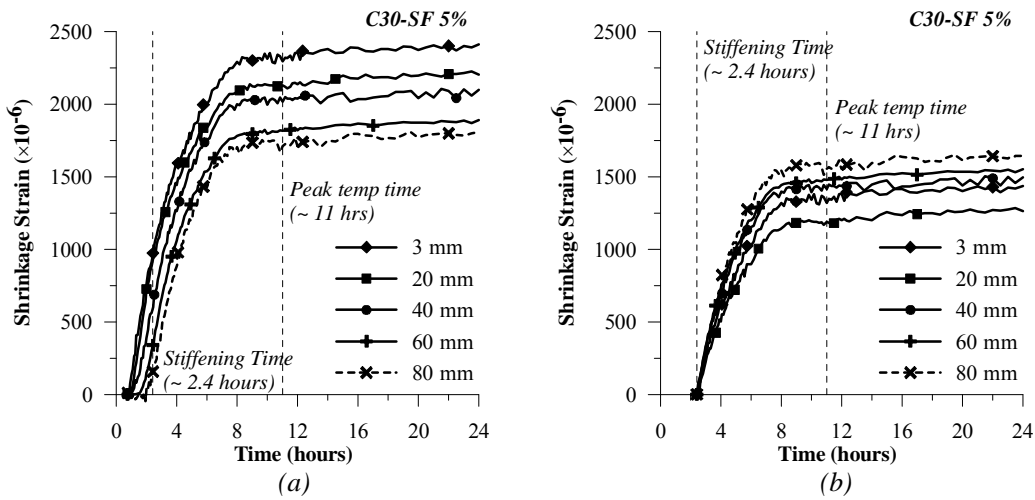 C30-SF 5%
2500
2000
1500
1000
500
0
Shrinkage Strain (×10⁻⁶)
Peak temp time
(~ 11 hrs)
3 mm
20 mm
40 mm
60 mm
80 mm
Stiffening Time
(~ 2.4 hours)
0 4 8 12 16 20 24
Time (hours)
(a)
C30-SF 5%
2500
2000
1500
1000
500
0
Shrinkage Strain (×10⁻⁶)
Stiffening Time
(~ 2.4 hours)
Peak temp time
(~ 11 hrs)
3 mm
20 mm
40 mm
60 mm
80 mm
0 4 8 12 16 20 24
Time (hours)
(b)